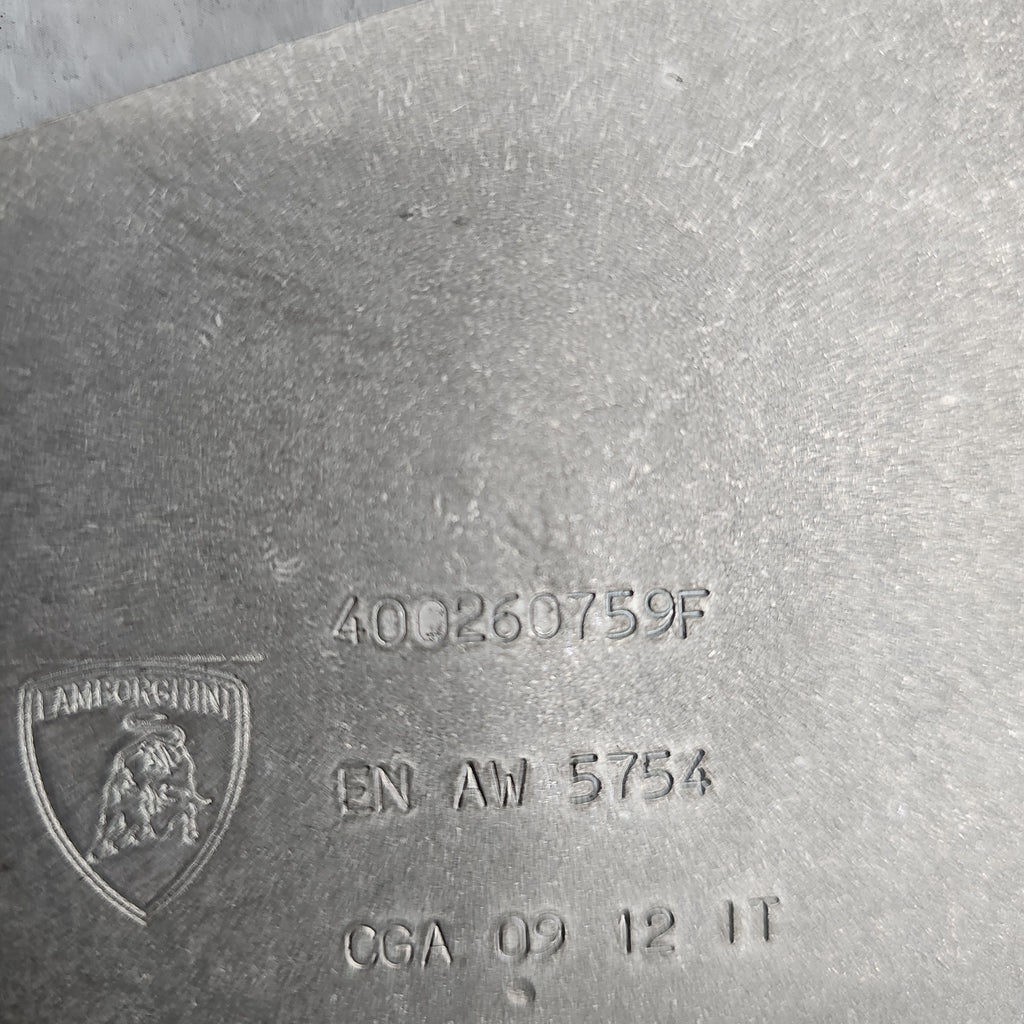 400260759F
LAMBORGHINI
EN AW 5754
CGA 09 12 IT